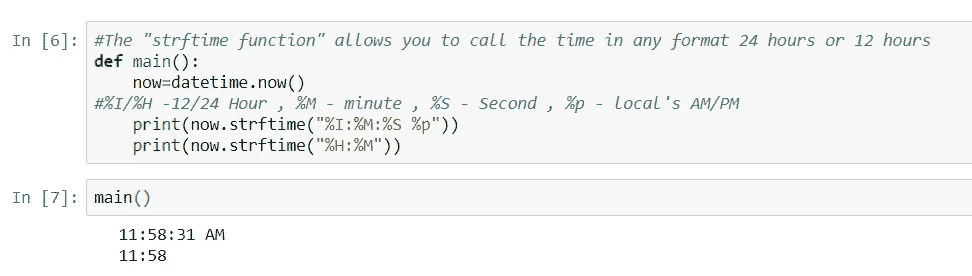 In [6]: #The "strftime function" allows you to call the time in any format 24 hours or 12 hours
def main():
    now=datetime.now()
#%I/%H -12/24 Hour , %M - minute , %S - Second , %p - local's AM/PM
    print(now.strftime("%I:%M:%S %p"))
    print(now.strftime("%H:%M"))
In [7]: main()
11:58:31 AM
11:58